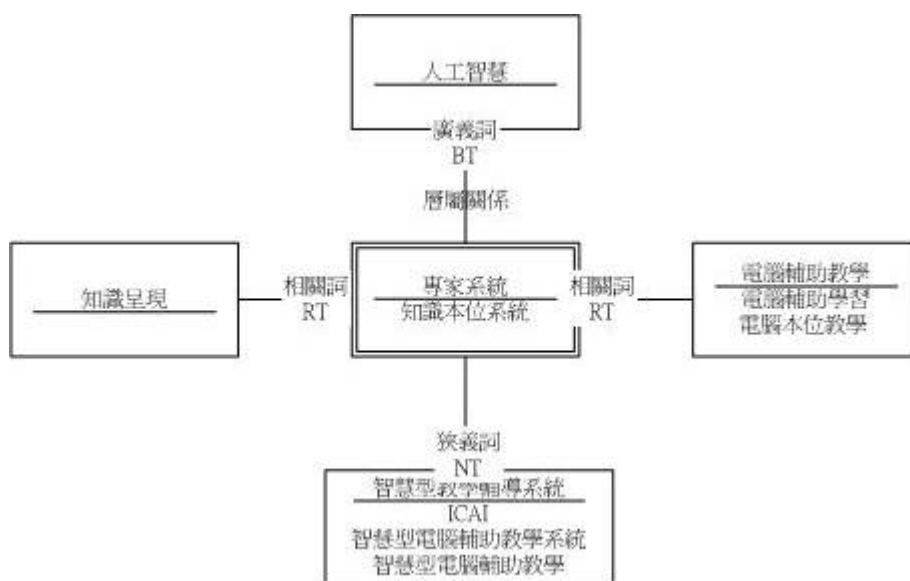 人工智慧
廣義詞
BT
層屬關係
知識呈現
相關詞
RT
專家系統
知識本位系統
相關詞
RT
電腦輔助教學
電腦輔助學習
電腦本位教學
狹義詞
NT
智慧型教學輔導系統
ICAI
智慧型電腦輔助教學系統
智慧型電腦輔助教學